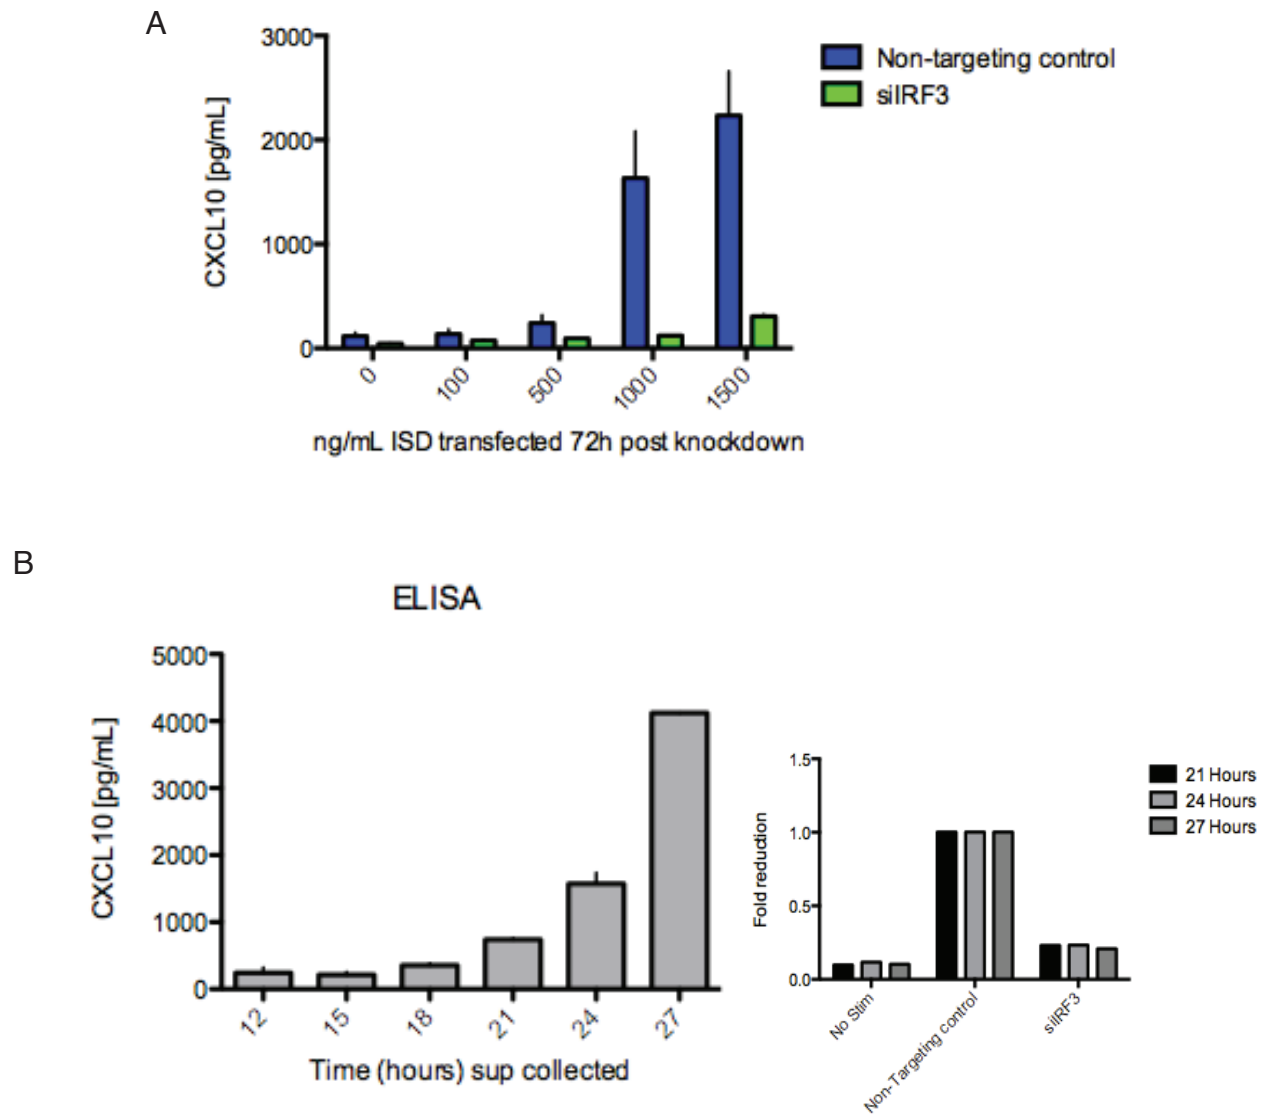 A
3000
2000
1000
0
CXCL10 [pg/mL]
0
100
500
1000
1500
ng/mL ISD transfected 72h post knockdown
Non-targeting control
siIRF3
B
ELISA
5000
4000
3000
2000
1000
0
CXCL10 [pg/mL]
12
15
18
21
24
27
Time (hours) sup collected
1.5
1.0
0.5
0.0
Fold reduction
No Stim
Non-Targeting control
siIRF3
21 Hours
24 Hours
27 Hours